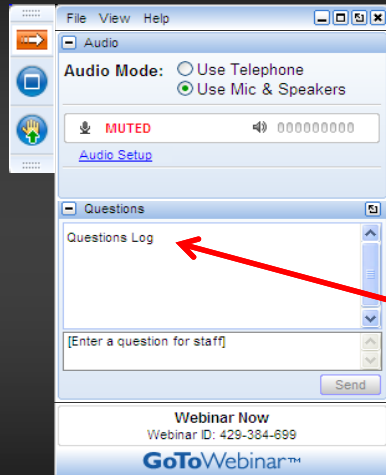 File View Help
Audio
Audio Mode: Use Telephone
Use Mic & Speakers
MUTED 000000000
Audio Setup
Questions
Questions Log
[Enter a question for staff]
Send
Webinar Now
Webinar ID: 429-384-699
GoToWebinar™